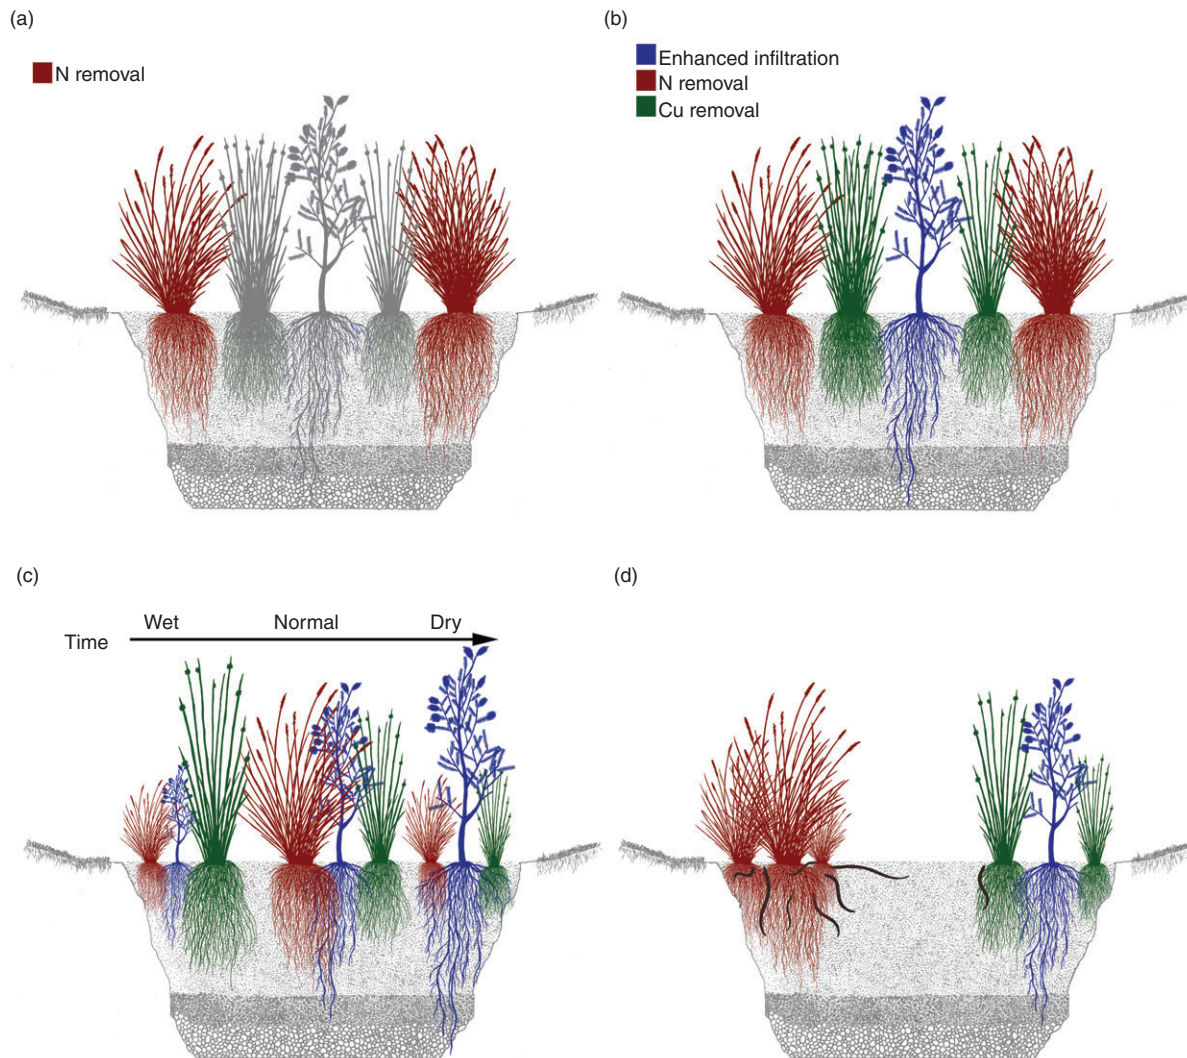 (a)
N removal
(b)
Enhanced infiltration
N removal
Cu removal
(c)
Wet Normal Dry
Time
(d)